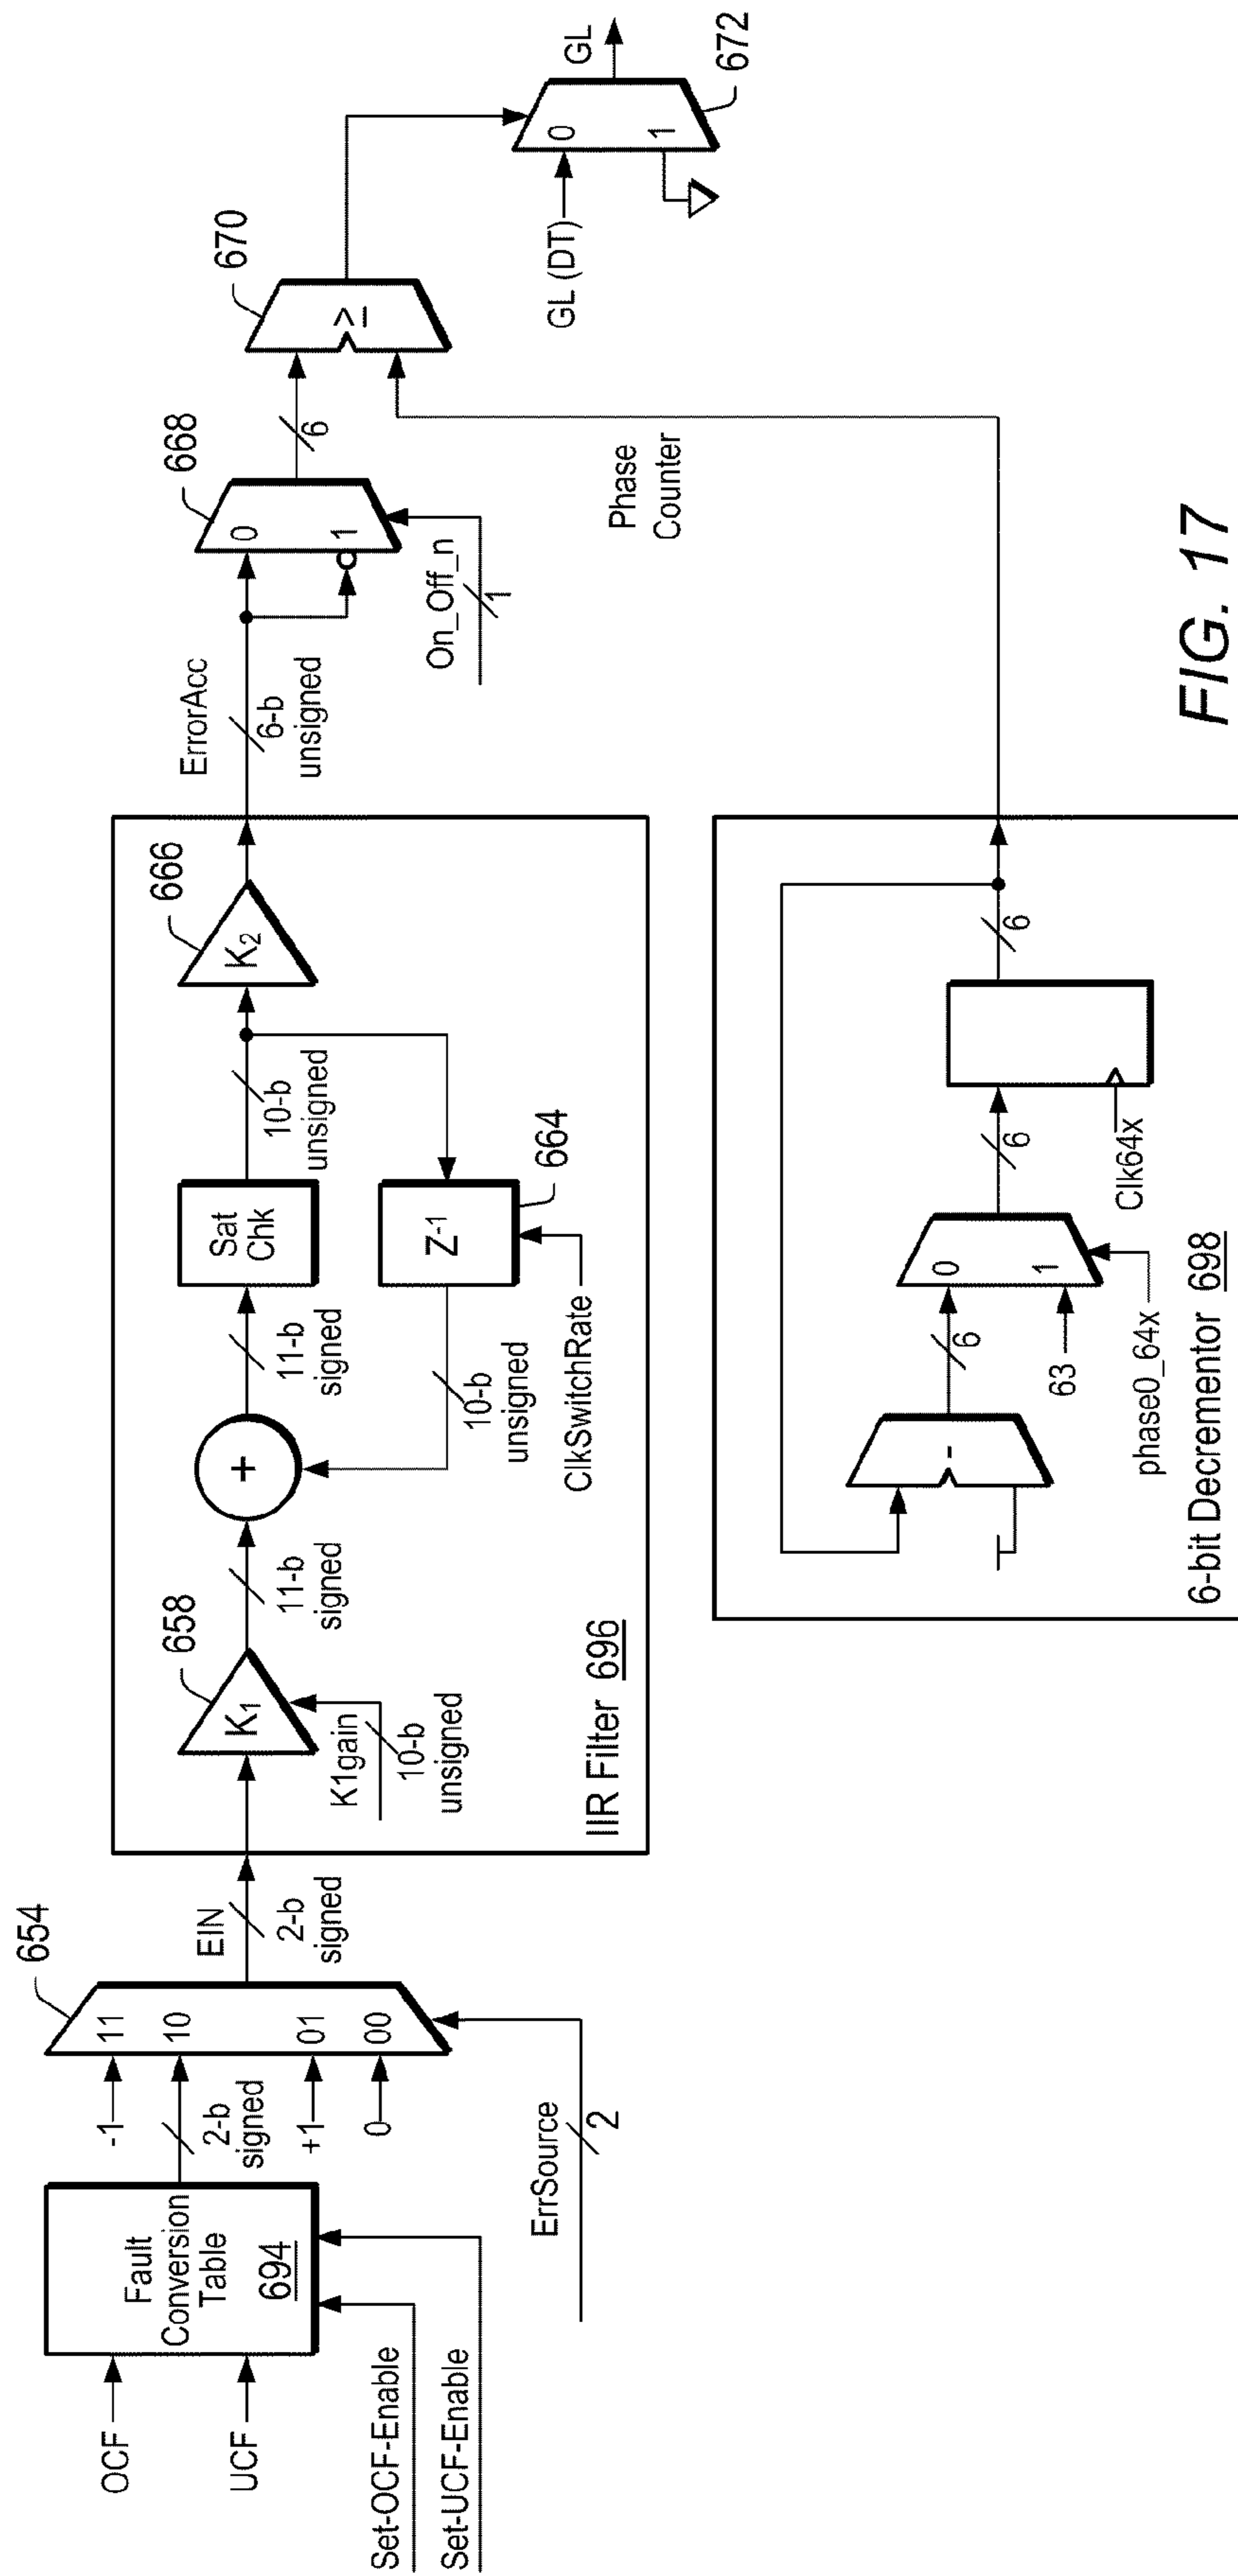 OCF
UCF
Set-OCF-Enable
Set-UCF-Enable
Fault
Conversion
Table
694
-1
2-b
signed
+1
0
ErrSource
2
654
11
10
01
00
EIN
2-b
signed
IIR Filter 696
658
K1
K1gain
10-b
unsigned
11-b
signed
+
11-b
signed
Sat
Chk
10-b
unsigned
Z-1
664
10-b
unsigned
ClkSwitchRate
666
K2
ErrorAcc
6-b
unsigned
668
0
1
On_Off_n
1
6
670
≥
GL (DT)
0
1
GL
672
Phase
Counter
6-bit Decrementor 698
-
6
0
1
63
phase0_64x
6
Clk64x
6
FIG. 17